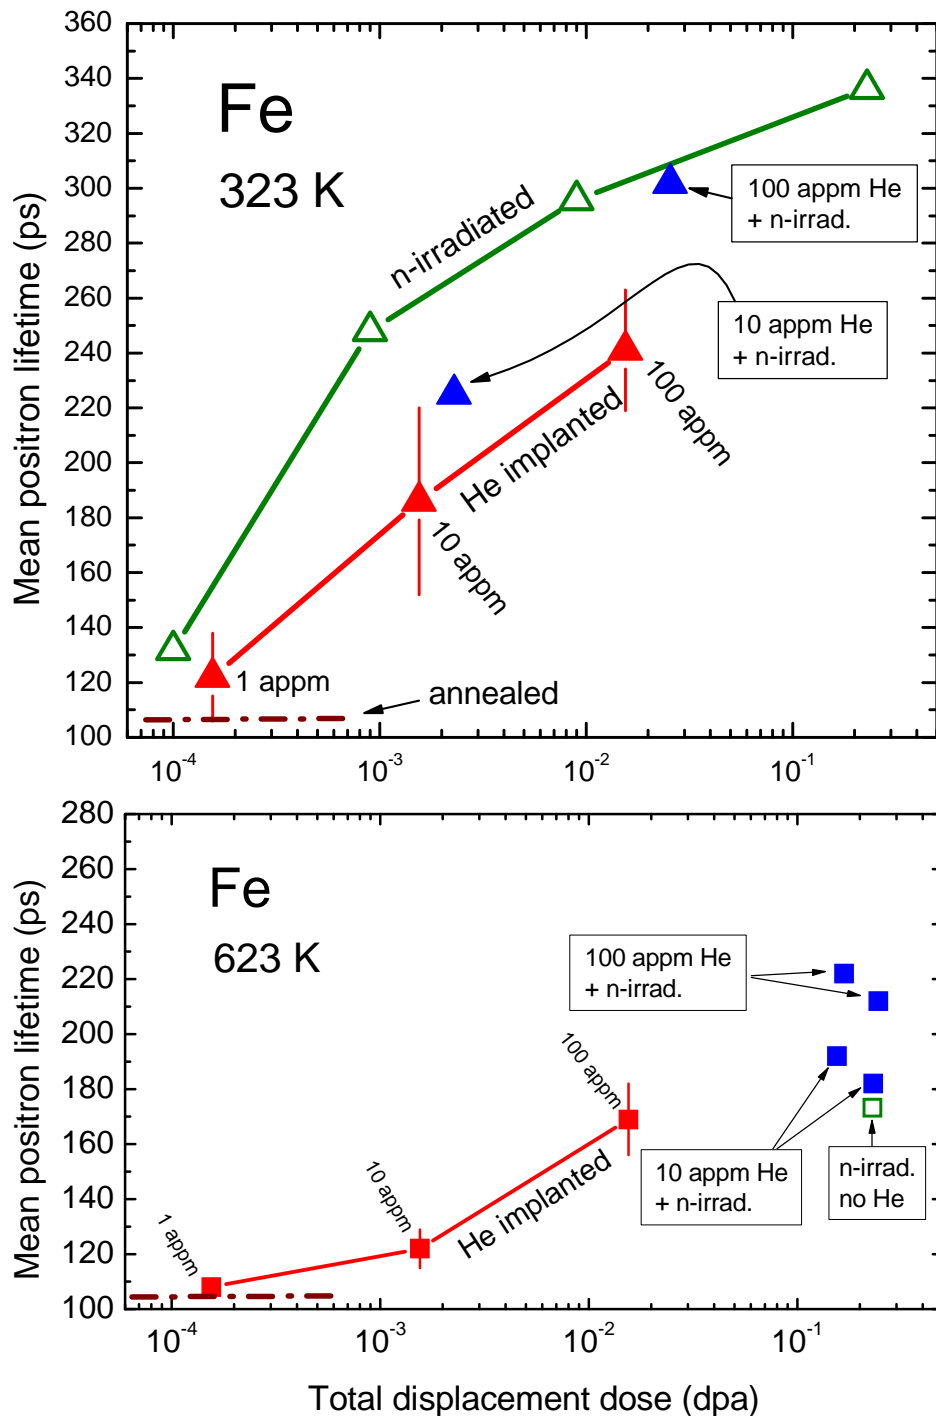 Fe
323 K
Mean positron lifetime (ps)
360
340
320
300
280
260
240
220
200
180
160
140
120
100
n-irradiated
100 appm He
+ n-irrad.
10 appm He
+ n-irrad.
He implanted
100 appm
10 appm
1 appm
annealed
10⁻⁴
10⁻³
10⁻²
10⁻¹
Fe
623 K
Mean positron lifetime (ps)
280
260
240
220
200
180
160
140
120
100
100 appm He
+ n-irrad.
100 appm
10 appm
1 appm
He implanted
10 appm He
+ n-irrad.
n-irrad.
no He
10⁻⁴
10⁻³
10⁻²
10⁻¹
Total displacement dose (dpa)